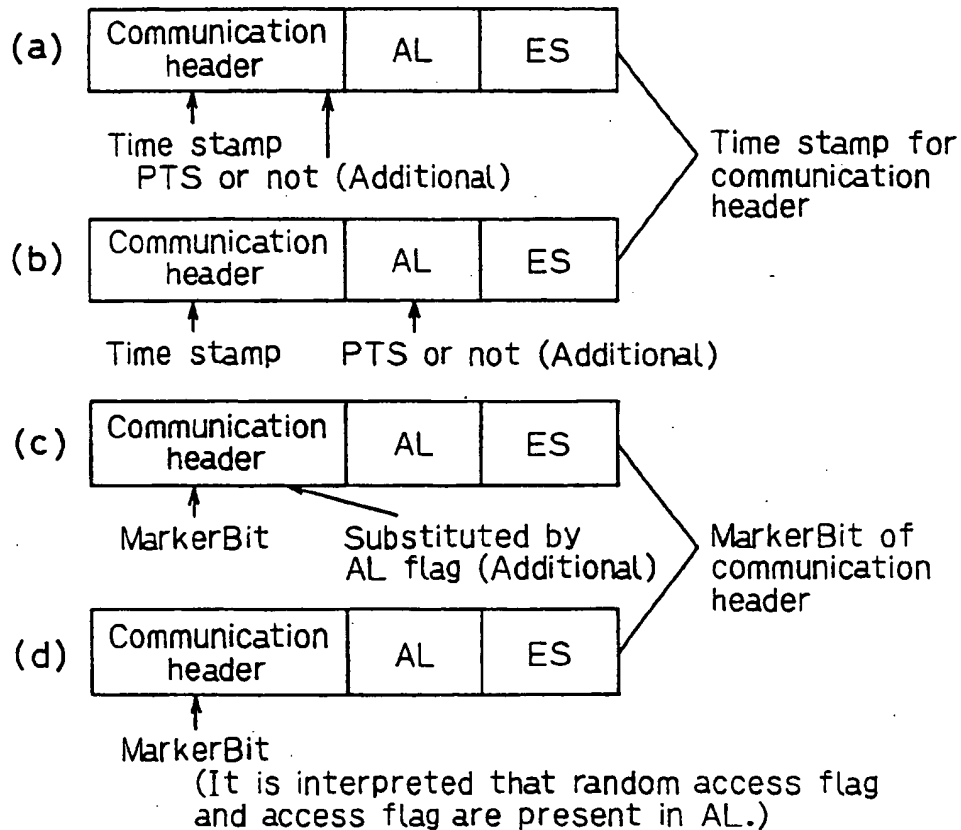 (a)
Communication
header
AL
ES
Time stamp
PTS or not (Additional)
Time stamp for
communication
header
(b)
Communication
header
AL
ES
Time stamp
PTS or not (Additional)
(c)
Communication
header
AL
ES
MarkerBit
Substituted by
AL flag (Additional)
MarkerBit of
communication
header
(d)
Communication
header
AL
ES
MarkerBit
(It is interpreted that random access flag
and access flag are present in AL.)